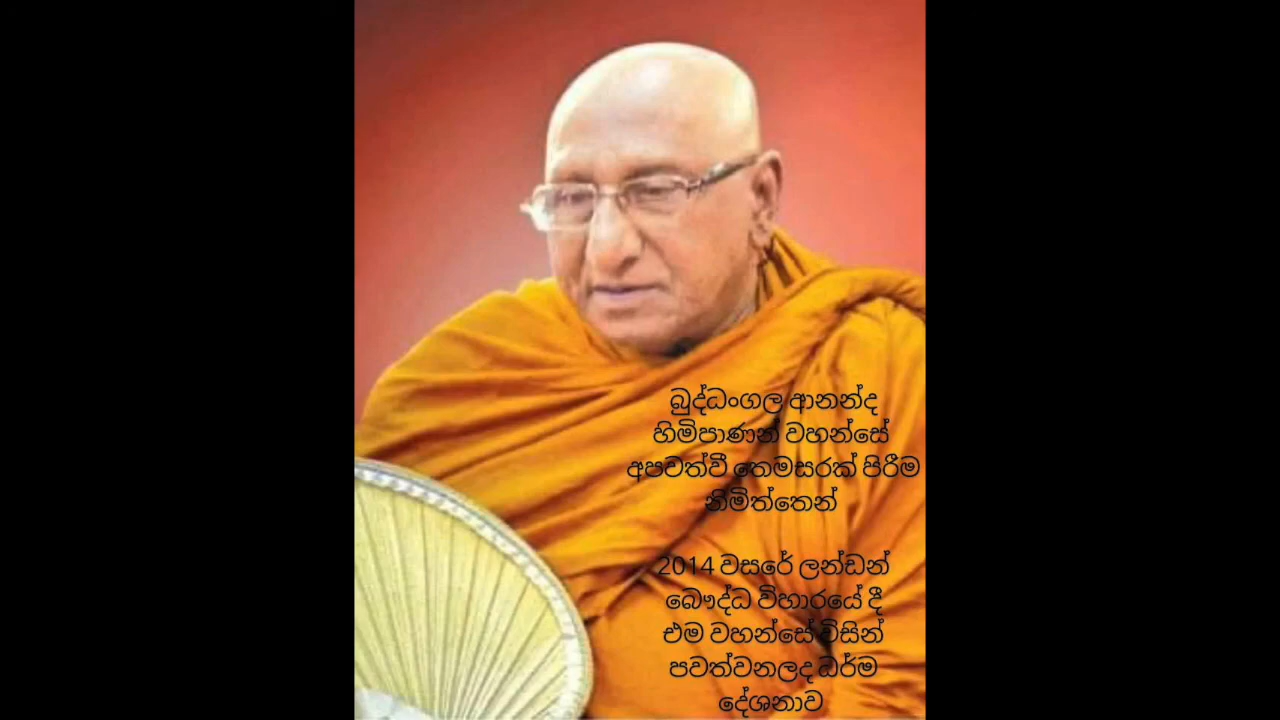 බුද්ධංගල ආනන්ද
හිමිපාණන් වහන්සේ
අපවත්වී තෙමසරක් පිරීම
නිමිත්තෙන්
2014 වසරේ ලන්ඩන්
බෞද්ධ විහාරයේ දී
එම වහන්සේ විසින්
පවත්වනලද ධර්ම
දේශනාව